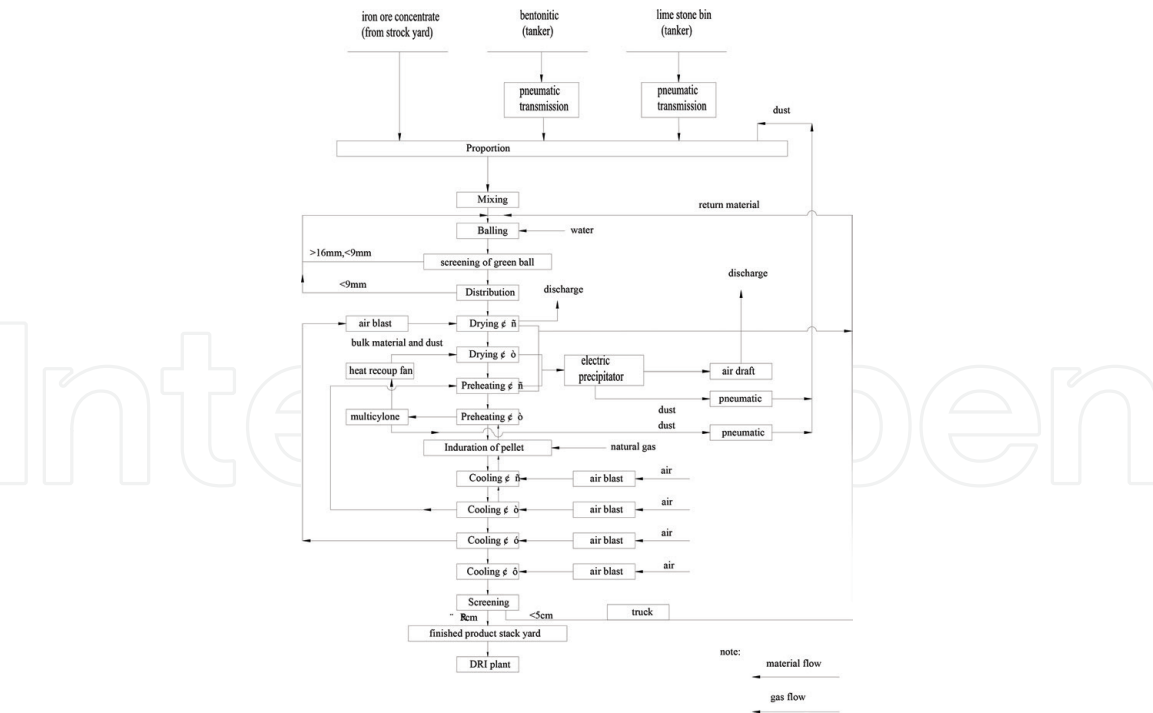 iron ore concentrate
(from strock yard)
bentonitic
(tanker)
lime stone bin
(tanker)
pneumatic
transmission
pneumatic
transmission
dust
Proportion
Mixing
return material
Balling
water
>16mm,<9mm
screening of green ball
discharge
<9mm
Distribution
discharge
air blast
Drying ¢ ñ
bulk material and dust
Drying ¢ ò
electric
precipitator
heat recoup fan
air draft
Preheating ¢ ñ
pneumatic
multicylone
Preheating ¢ ò
dust
dust
pneumatic
Induration of pellet
natural gas
Cooling ¢ ñ
air blast
air
Cooling ¢ ò
air blast
air
Cooling ¢ ó
air blast
air
Cooling ¢ ô
air blast
air
Screening
<5cm
truck
finished product stack yard
DRI plant
note:
material flow
gas flow